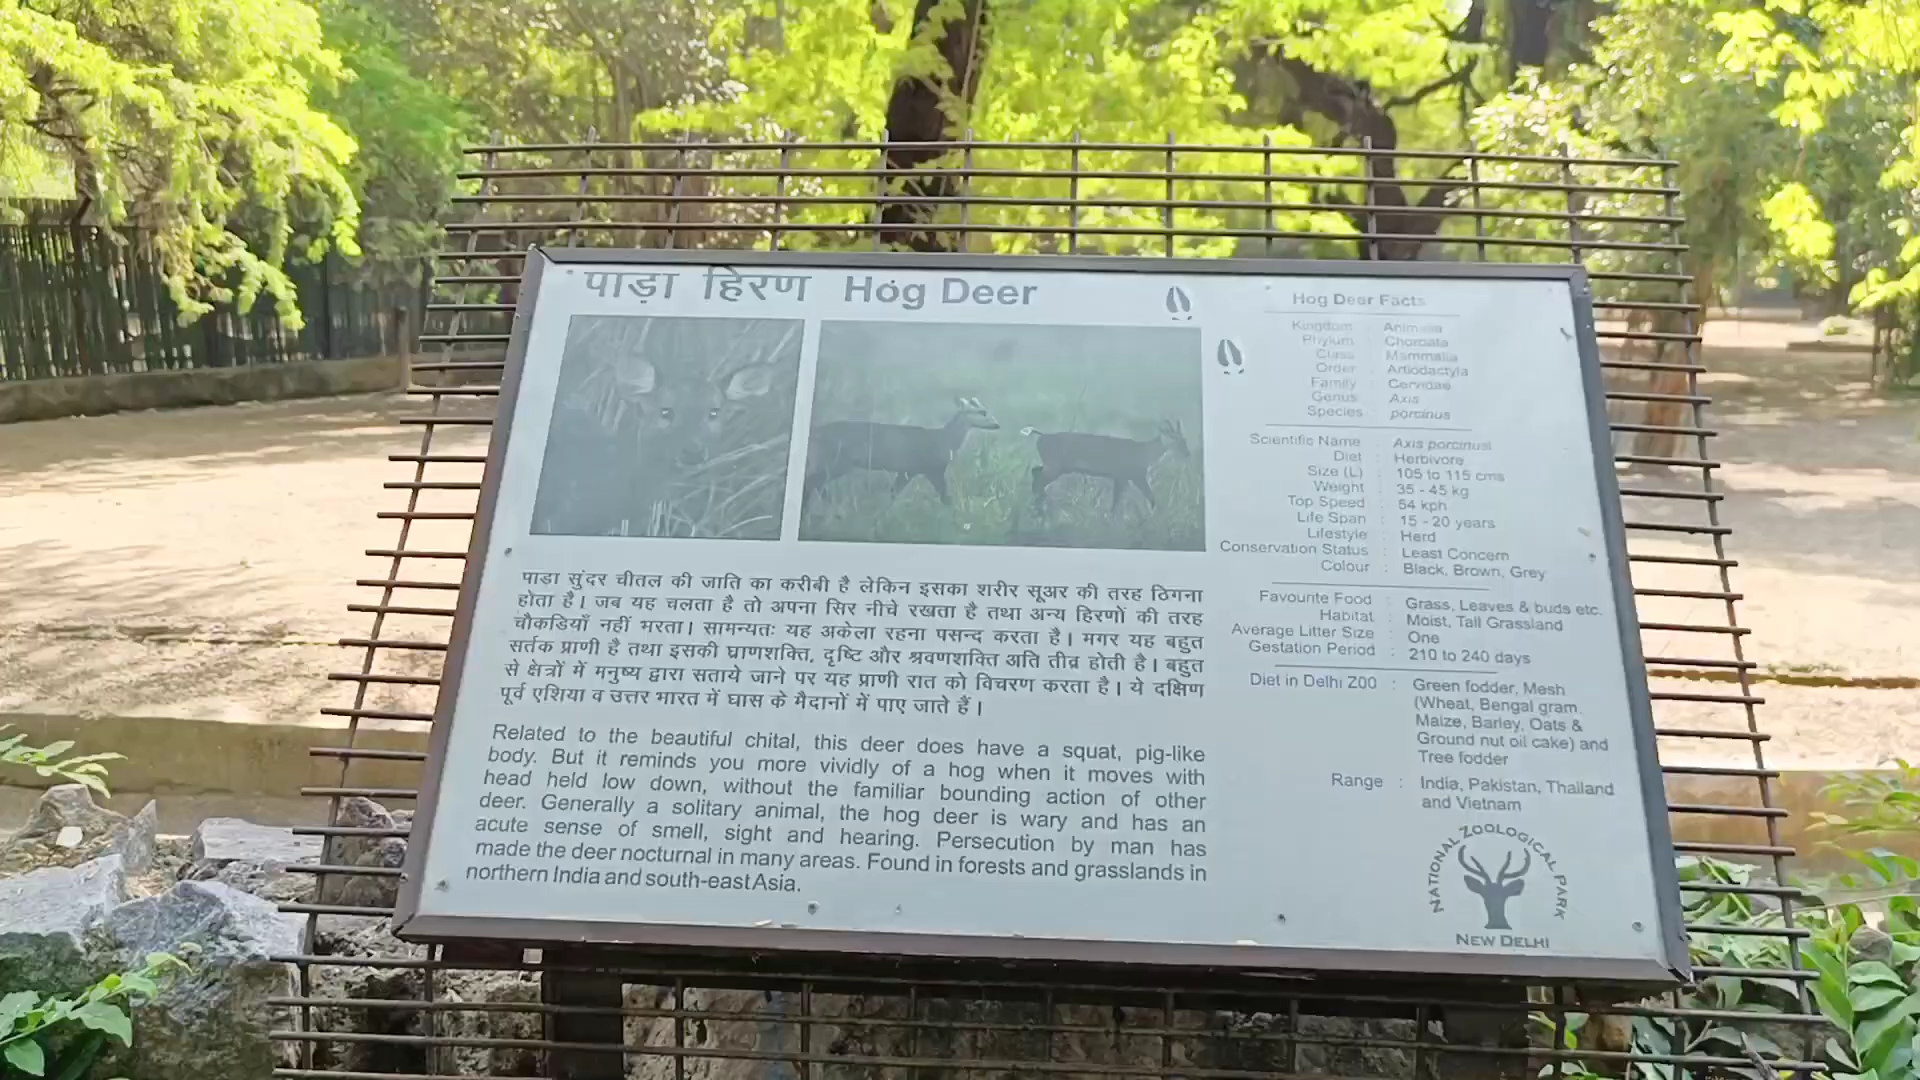 पाड़ा हिरण Hog Deer
पाड़ा सुंदर चीतल की जाति का करीबी है लेकिन इसका शरीर सूअर की तरह ठिगना
होता है। जब यह चलता है तो अपना सिर नीचे रखता है तथा अन्य हिरणों की तरह
चौकडियाँ नहीं भरता। सामन्यतः यह अकेला रहना पसन्द करता है। मगर यह बहुत
सर्तक प्राणी है तथा इसकी घ्राणशक्ति, दृष्टि और श्रवणशक्ति अति तीव्र होती है। बहुत
से क्षेत्रों में मनुष्य द्वारा सताये जाने पर यह प्राणी रात को विचरण करता है। ये दक्षिण
पूर्व एशिया व उत्तर भारत में घास के मैदानों में पाए जाते हैं।
Related to the beautiful chital, this deer does have a squat, pig-like
body. But it reminds you more vividly of a hog when it moves with
head held low down, without the familiar bounding action of other
deer. Generally a solitary animal, the hog deer is wary and has an
acute sense of smell, sight and hearing. Persecution by man has
made the deer nocturnal in many areas. Found in forests and grasslands in
northern India and south-east Asia.
Hog Deer Facts
Kingdom : Animalia
Phylum : Chordata
Class : Mammalia
Order : Artiodactyla
Family : Cervidae
Genus : Axis
Species : porcinus
Scientific Name : Axis porcinusi
Diet : Herbivore
Size (L) : 105 to 115 cms
Weight : 35 - 45 kg
Top Speed : 54 kph
Life Span : 15 - 20 years
Lifestyle : Herd
Conservation Status : Least Concern
Colour : Black, Brown, Grey
Favourite Food : Grass, Leaves & buds etc.
Habitat : Moist, Tall Grassland
Average Litter Size : One
Gestation Period : 210 to 240 days
Diet in Delhi ZOO : Green fodder, Mesh
(Wheat, Bengal gram,
Maize, Barley, Oats &
Ground nut oil cake) and
Tree fodder
Range : India, Pakistan, Thailand
and Vietnam
NATIONAL ZOOLOGICAL PARK
NEW DELHI